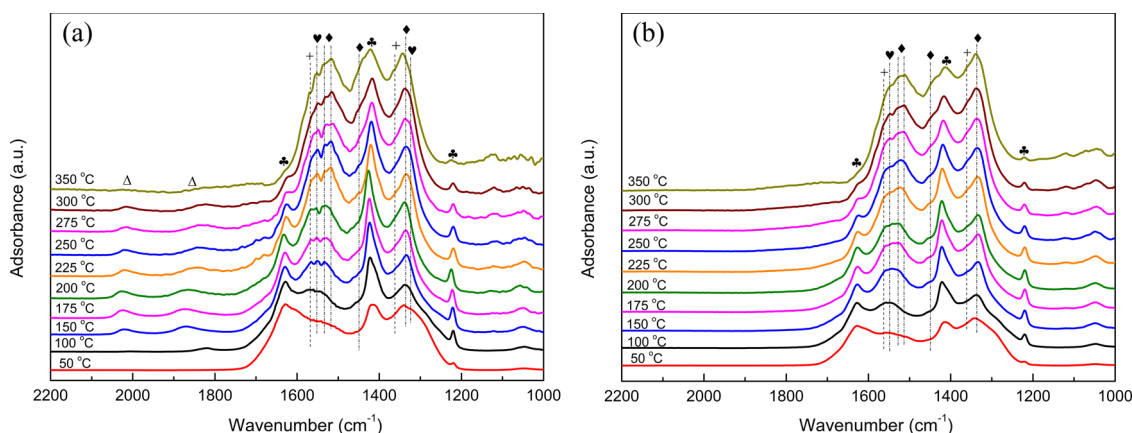 (a)
+ ♥ ♦ ♦ ♣ + ♦ ♥
♣ ♣
Δ Δ
350 °C
300 °C
275 °C
250 °C
225 °C
200 °C
175 °C
150 °C
100 °C
50 °C
Adsorbance (a.u.)
2200 2000 1800 1600 1400 1200 1000
Wavenumber (cm⁻¹)
(b)
+ ♥ ♦ ♦ ♣ + ♦
♣ ♣
350 °C
300 °C
275 °C
250 °C
225 °C
200 °C
175 °C
150 °C
100 °C
50 °C
Adsorbance (a.u.)
2200 2000 1800 1600 1400 1200 1000
Wavenumber (cm⁻¹)